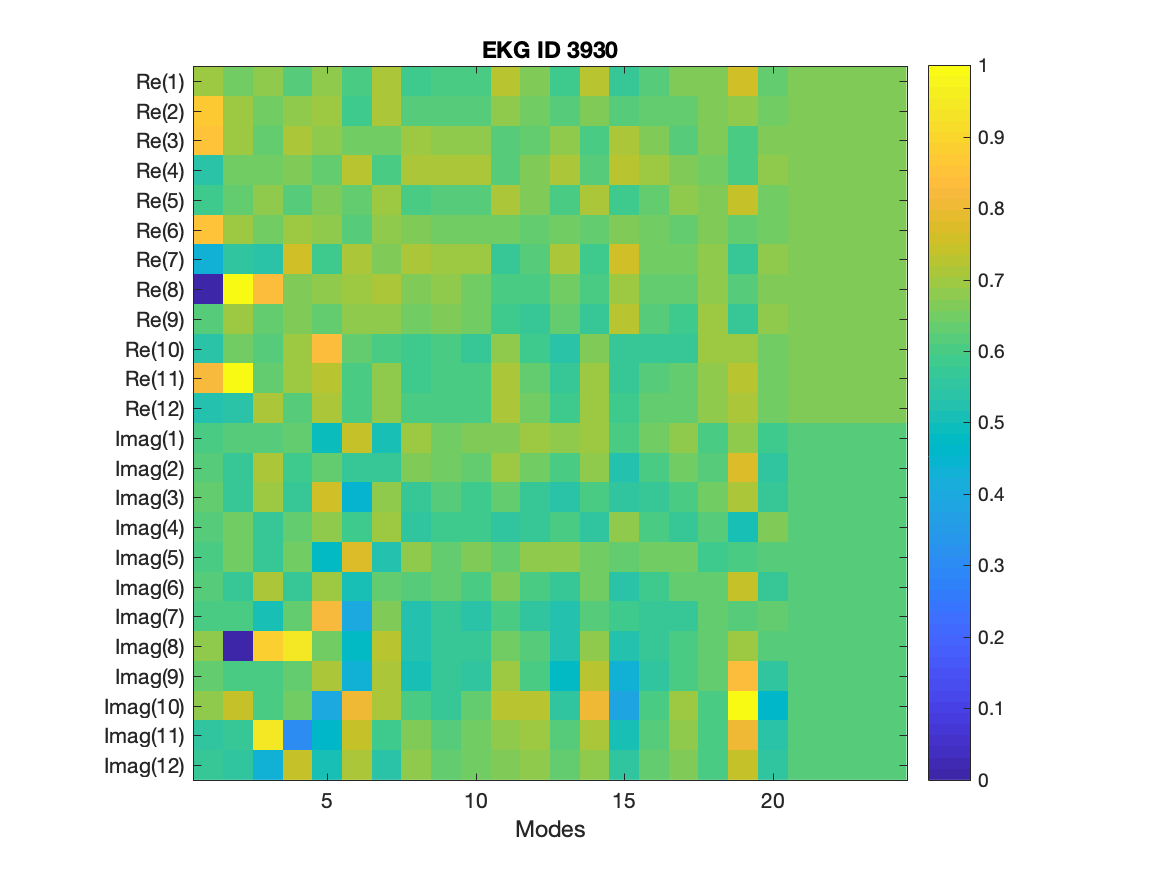 EKG ID 3930
Re(1)
Re(2)
Re(3)
Re(4)
Re(5)
Re(6)
Re(7)
Re(8)
Re(9)
Re(10)
Re(11)
Re(12)
Imag(1)
Imag(2)
Imag(3)
Imag(4)
Imag(5)
Imag(6)
Imag(7)
Imag(8)
Imag(9)
Imag(10)
Imag(11)
Imag(12)
5 10 15 20
Modes
1
0.9
0.8
0.7
0.6
0.5
0.4
0.3
0.2
0.1
0